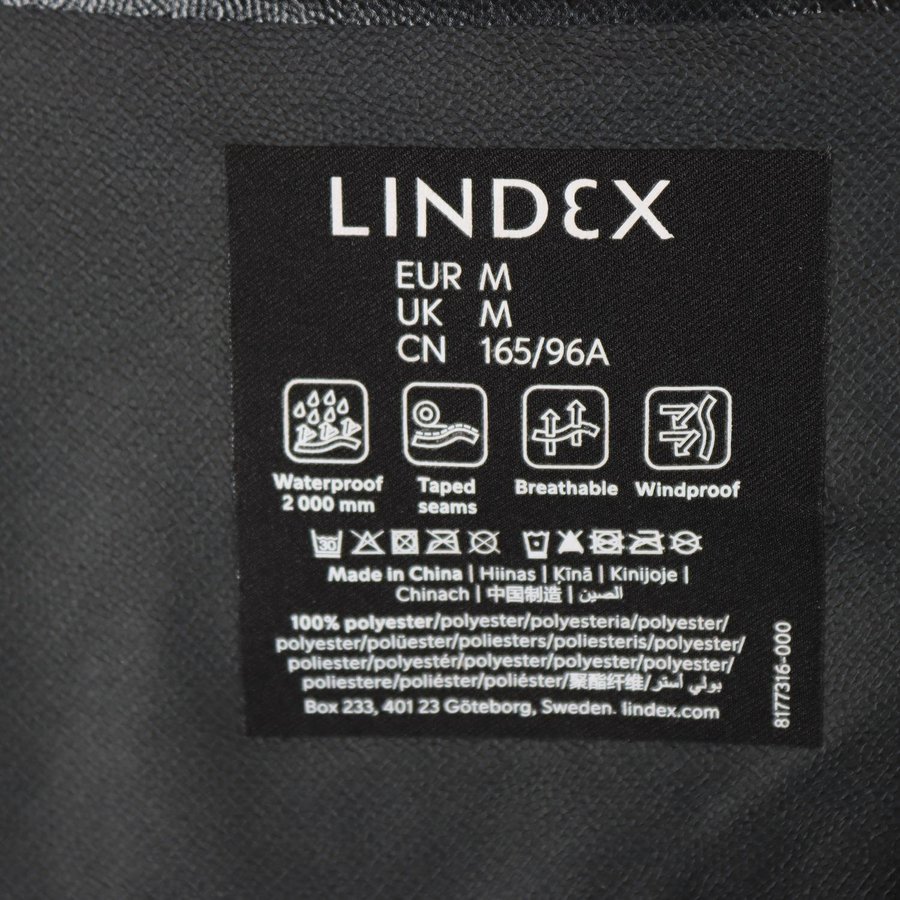 LINDEX
EUR M
UK M
CN 165/96A
Waterproof
2 000 mm
Taped
seams
Breathable
Windproof
30
Made in China | Hiinas | Ķīnā | Kinijoje |
Chinach | 中国制造 | الصين
100% polyester/polyester/polyesteria/polyester/
polyester/polüester/poliesters/poliesteris/polyester/
poliester/polyestér/polyester/polyester/polyester/
poliestere/poliéster/poliéster/聚酯纤维/بولي أستر
Box 233, 401 23 Göteborg, Sweden. lindex.com
8177316-000